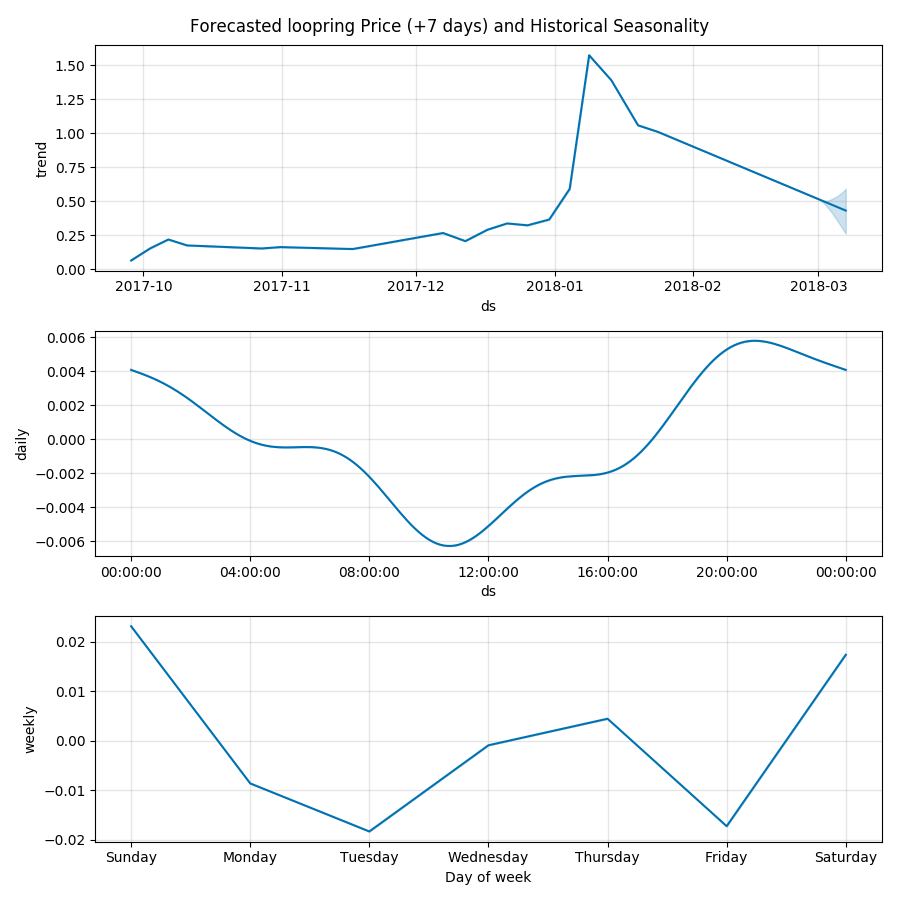 Forecasted loopring Price (+7 days) and Historical Seasonality
trend
1.50
1.25
1.00
0.75
0.50
0.25
0.00
2017-10 2017-11 2017-12 2018-01 2018-02 2018-03
ds
daily
0.006
0.004
0.002
0.000
−0.002
−0.004
−0.006
00:00:00 04:00:00 08:00:00 12:00:00 16:00:00 20:00:00 00:00:00
ds
weekly
0.02
0.01
0.00
−0.01
−0.02
Sunday Monday Tuesday Wednesday Thursday Friday Saturday
Day of week